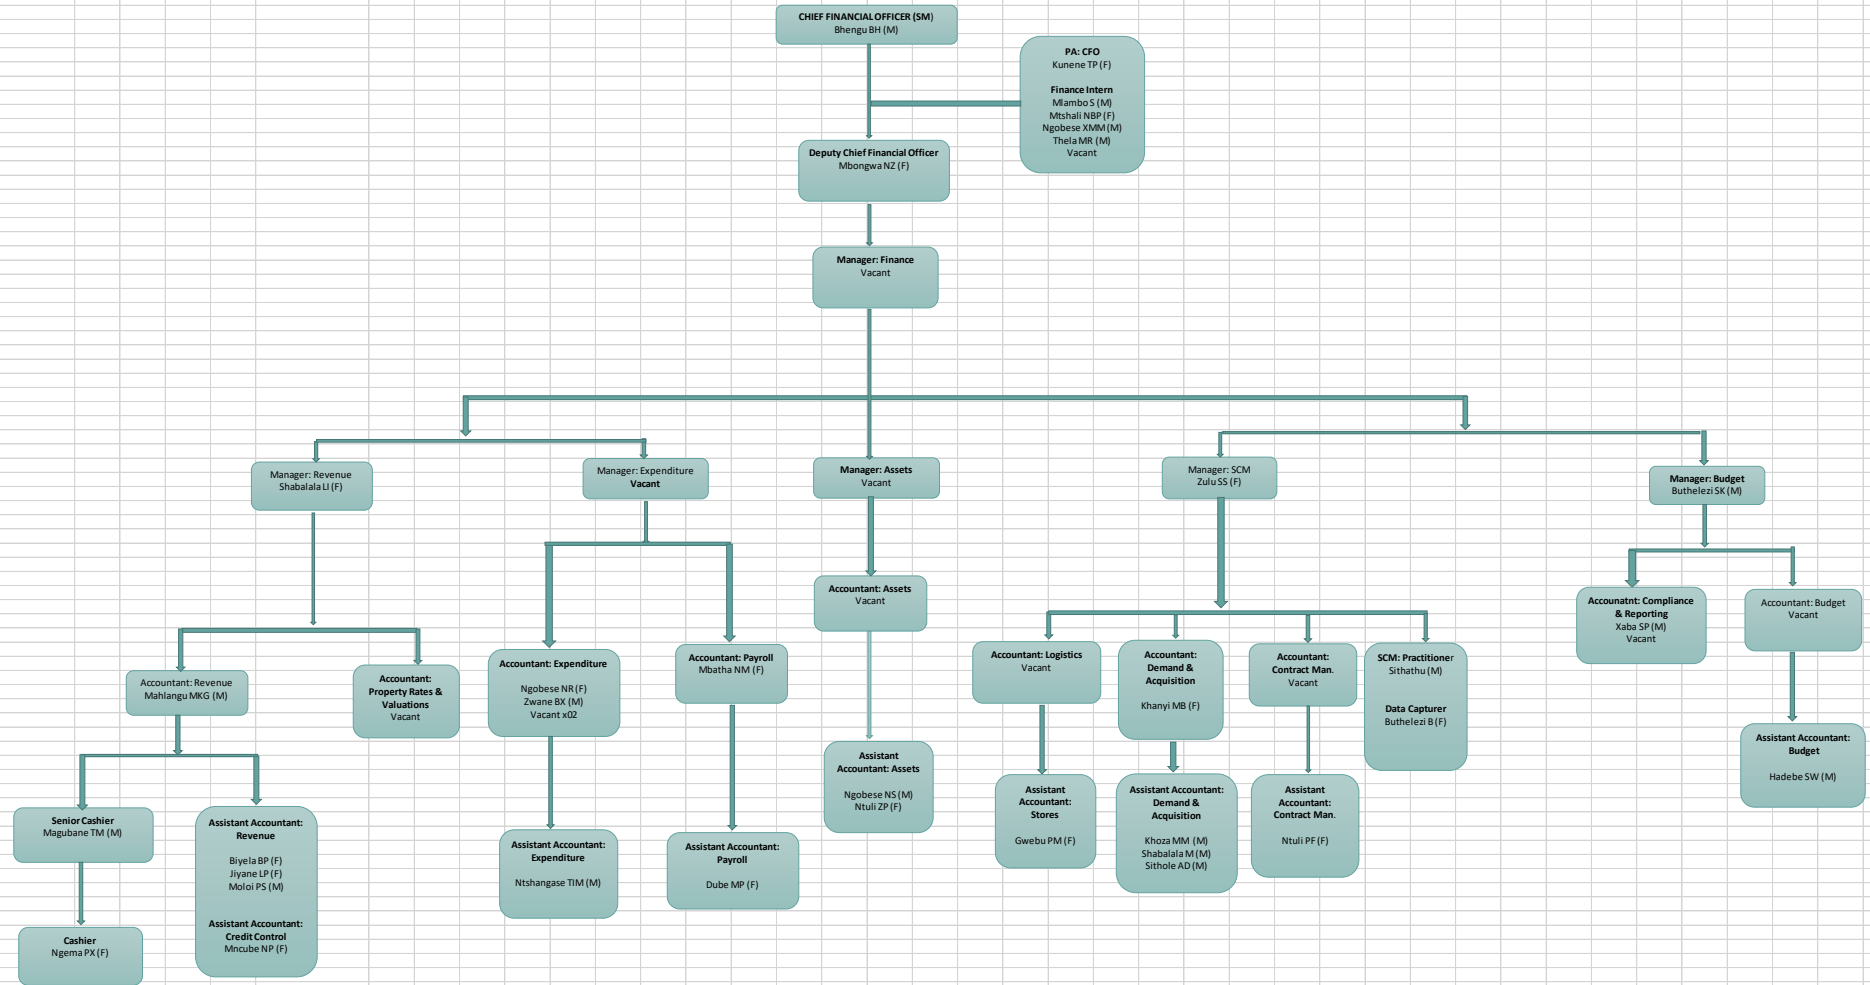 CHIEF FINANCIAL OFFICER (SM)
Bhengu BH (M)
PA: CFO
Kunene TP (F)
Finance Intern
Mlambo S (M)
Mtshali NBP (F)
Ngobese XMM (M)
Thela MR (M)
Vacant
Deputy Chief Financial Officer
Mbongwa NZ (F)
Manager: Finance
Vacant
Manager: Revenue
Shabalala LI (F)
Manager: Expenditure
Vacant
Manager: Assets
Vacant
Manager: SCM
Zulu SS (F)
Manager: Budget
Buthelezi SK (M)
Accountant: Assets
Vacant
Accounatnt: Compliance
& Reporting
Xaba SP (M)
Vacant
Accountant: Budget
Vacant
Accountant: Revenue
Mahlangu MKG (M)
Accountant:
Property Rates &
Valuations
Vacant
Accountant: Expenditure
Ngobese NR (F)
Zwane BX (M)
Vacant x02
Accountant: Payroll
Mbatha NM (F)
Accountant: Logistics
Vacant
Accountant:
Demand &
Acquisition
Khanyi MB (F)
Accountant:
Contract Man.
Vacant
SCM: Practitioner
Sithathu (M)
Data Capturer
Buthelezi B (F)
Senior Cashier
Magubane TM (M)
Assistant Accountant:
Revenue
Biyela BP (F)
Jiyane LP (F)
Moloi PS (M)
Assistant Accountant:
Credit Control
Mncube NP (F)
Assistant Accountant:
Expenditure
Ntshangase TIM (M)
Assistant Accountant:
Payroll
Dube MP (F)
Assistant
Accountant: Assets
Ngobese NS (M)
Ntuli ZP (F)
Assistant
Accountant:
Stores
Gwebu PM (F)
Assistant Accountant:
Demand &
Acquisition
Khoza MM (M)
Shabalala M (M)
Sithole AD (M)
Assistant
Accountant:
Contract Man.
Ntuli PF (F)
Assistant Accountant:
Budget
Hadebe SW (M)
Cashier
Ngema PX (F)